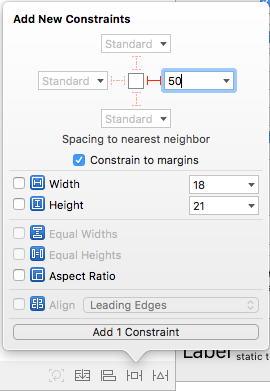 Add New Constraints
Standard
Standard
50
Standard
Spacing to nearest neighbor
Constrain to margins
Width
18
Height
21
Equal Widths
Equal Heights
Aspect Ratio
Align
Leading Edges
Add 1 Constraint
Label static t